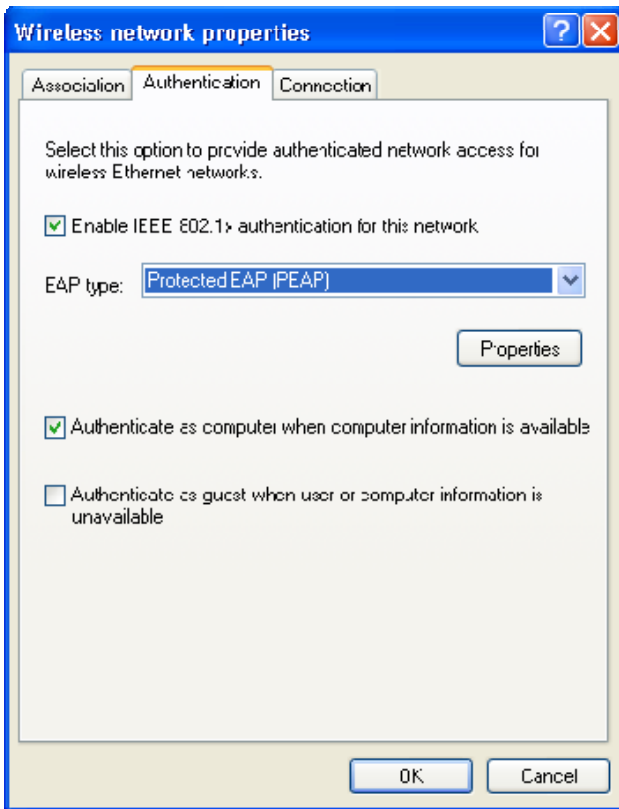 Wireless network properties
Association Authentication Connection
Select this option to provide authenticated network access for
wireless Ethernet networks.
Enable IEEE 802.1x authentication for this network
EAP type: Protected EAP (PEAP)
Properties
Authenticate as computer when computer information is available
Authenticate as guest when user or computer information is
unavailable
OK Cancel